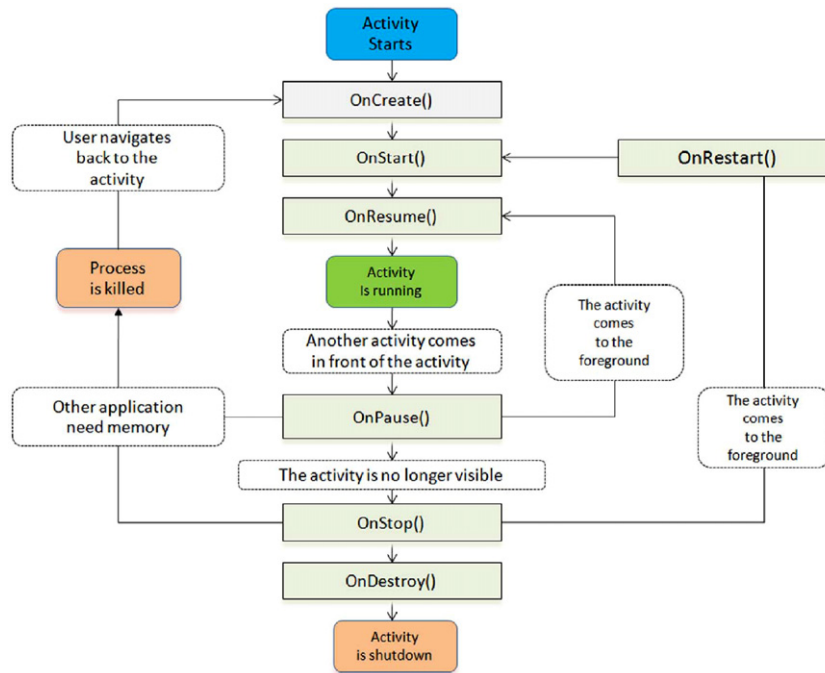 Activity
Starts
OnCreate()
User navigates
back to the
activity
OnStart()
OnRestart()
OnResume()
Process
is killed
Activity
Is running
The activity
comes
to the
foreground
Another activity comes
in front of the activity
Other application
need memory
OnPause()
The activity
comes
to the
foreground
The activity is no longer visible
OnStop()
OnDestroy()
Activity
is shutdown